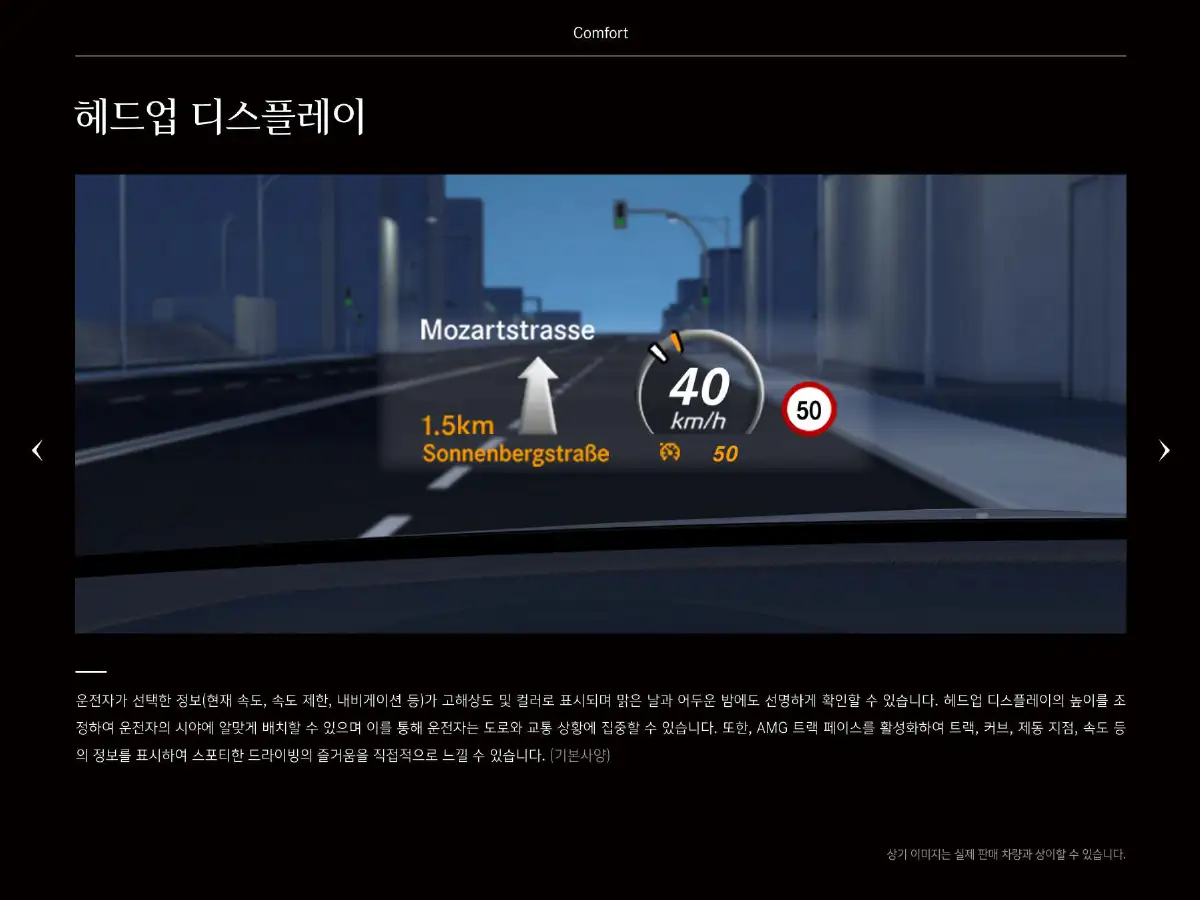 Comfort
헤드업 디스플레이
Mozartstrasse
1.5km
Sonnenbergstraße
40
km/h
50
50
운전자가 선택한 정보(현재 속도, 속도 제한, 내비게이션 등)가 고해상도 및 컬러로 표시되며 맑은 날과 어두운 밤에도 선명하게 확인할 수 있습니다. 헤드업 디스플레이의 높이를 조
정하여 운전자의 시야에 알맞게 배치할 수 있으며 이를 통해 운전자는 도로와 교통 상황에 집중할 수 있습니다. 또한, AMG 트랙 페이스를 활성화하여 트랙, 커브, 제동 지점, 속도 등
의 정보를 표시하여 스포티한 드라이빙의 즐거움을 직접적으로 느낄 수 있습니다. (기본사양)
상기 이미지는 실제 판매 차량과 상이할 수 있습니다.